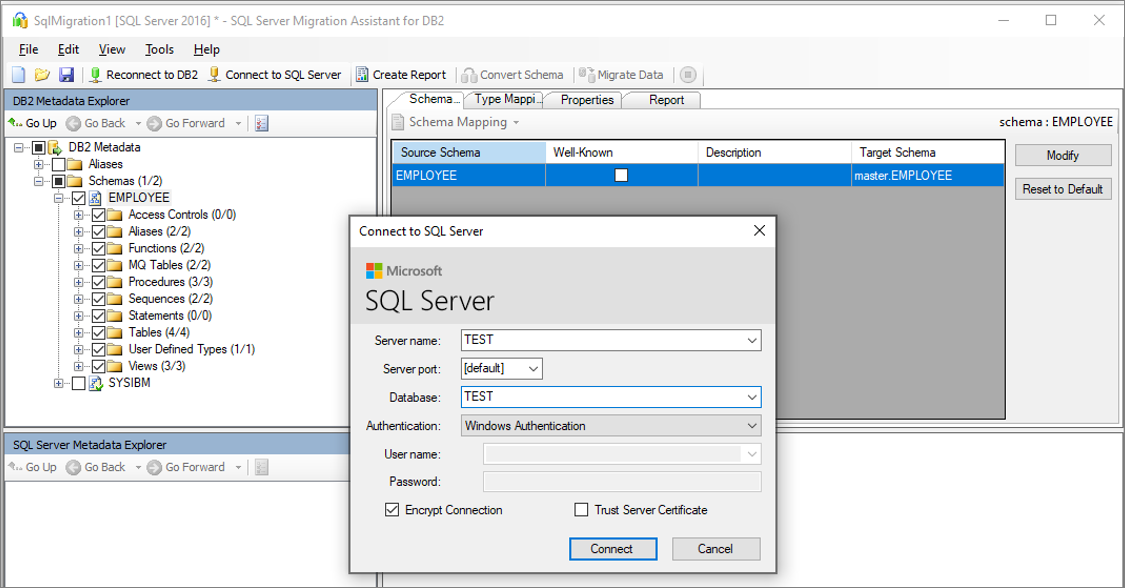 SqlMigration1 [SQL Server 2016] * - SQL Server Migration Assistant for DB2
File Edit View Tools Help
Reconnect to DB2 Connect to SQL Server Create Report Convert Schema Migrate Data
DB2 Metadata Explorer
Go Up Go Back Go Forward
DB2 Metadata
Aliases
Schemas (1/2)
EMPLOYEE
Access Controls (0/0)
Aliases (2/2)
Functions (2/2)
MQ Tables (2/2)
Procedures (3/3)
Sequences (2/2)
Statements (0/0)
Tables (4/4)
User Defined Types (1/1)
Views (3/3)
SYSIBM
SQL Server Metadata Explorer
Go Up Go Back Go Forward
Schema... Type Mappi... Properties Report
Schema Mapping schema : EMPLOYEE
Source Schema Well-Known Description Target Schema
EMPLOYEE master.EMPLOYEE
Modify
Reset to Default
Connect to SQL Server
Microsoft
SQL Server
Server name: TEST
Server port: [default]
Database: TEST
Authentication: Windows Authentication
User name:
Password:
Encrypt Connection Trust Server Certificate
Connect Cancel